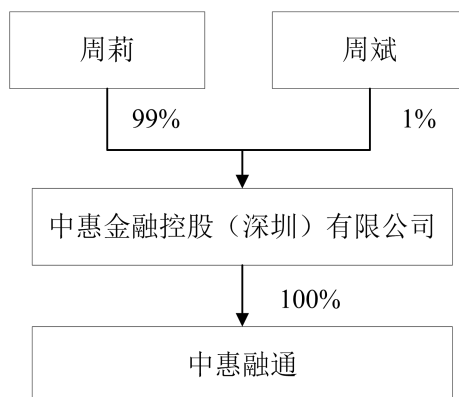 周莉
周斌
99%
1%
中惠金融控股（深圳）有限公司
100%
中惠融通